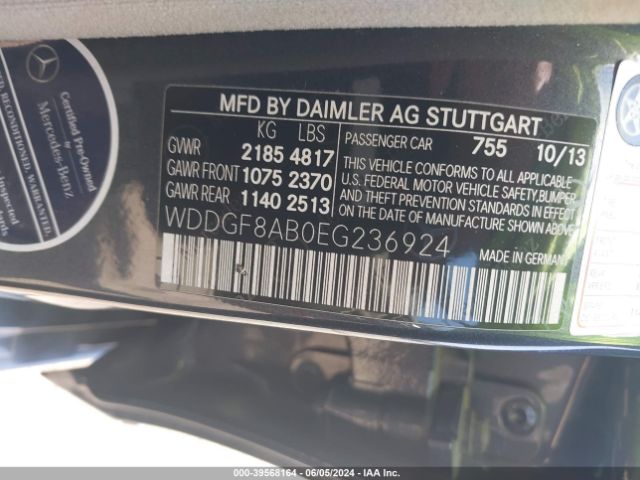 MFD BY DAIMLER AG STUTTGART
KG LBS
GVWR 2185 4817
GAWR FRONT 1075 2370
GAWR REAR 1140 2513
PASSENGER CAR 755 10/13
THIS VEHICLE CONFORMS TO ALL APPLICABLE
U.S. FEDERAL MOTOR VEHICLE SAFETY,BUMPER,
AND THEFT PREVENTION STANDARDS IN EFFECT
ON DATE OF MANUFACTURE SHOWN ABOVE
WDDGF8AB0EG236924
MADE IN GERMANY
Certified Pre-Owned
Mercedes-Benz
RECONDITIONED
000-39568164 - 06/05/2024 - IAA Inc.